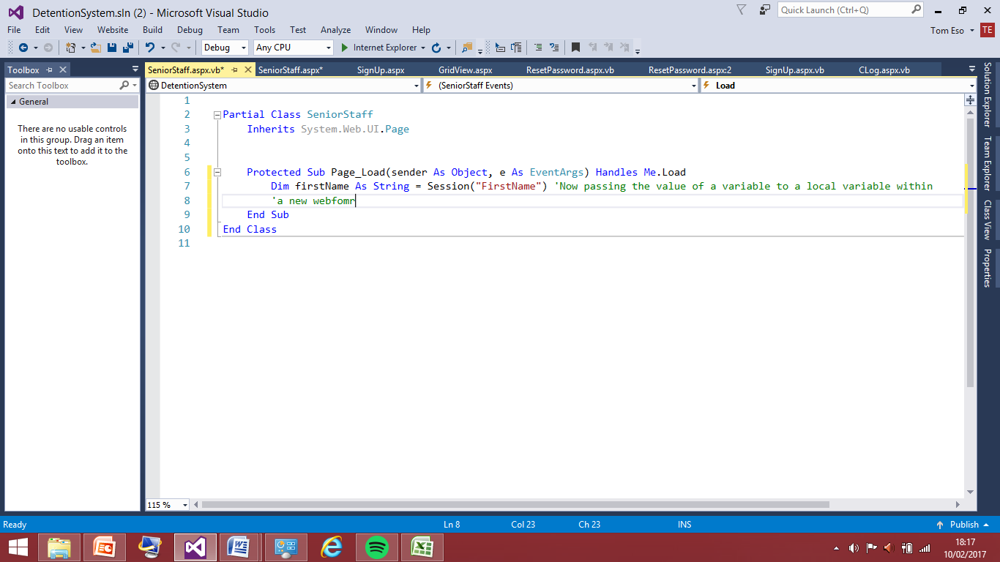 DetentionSystem.sln (2) - Microsoft Visual Studio
Quick Launch (Ctrl+Q)
File Edit View Website Build Debug Team Tools Test Analyze Window Help
Tom Eso TE
Debug Any CPU Internet Explorer
Toolbox
SeniorStaff.aspx.vb* SeniorStaff.aspx* SignUp.aspx GridView.aspx ResetPassword.aspx.vb ResetPassword.aspx:2 SignUp.aspx.vb CLog.aspx.vb
Search Toolbox
DetentionSystem (SeniorStaff Events) Load
General
There are no usable controls
in this group. Drag an item
onto this text to add it to the
toolbox.
1
2 Partial Class SeniorStaff
3 Inherits System.Web.UI.Page
4
5
6 Protected Sub Page_Load(sender As Object, e As EventArgs) Handles Me.Load
7 Dim firstName As String = Session("FirstName") 'Now passing the value of a variable to a local variable within
8 'a new webfomr
9 End Sub
10 End Class
11
Solution Explorer
Team Explorer
Class View
Properties
115 %
Ready Ln 8 Col 23 Ch 23 INS Publish
18:17
10/02/2017